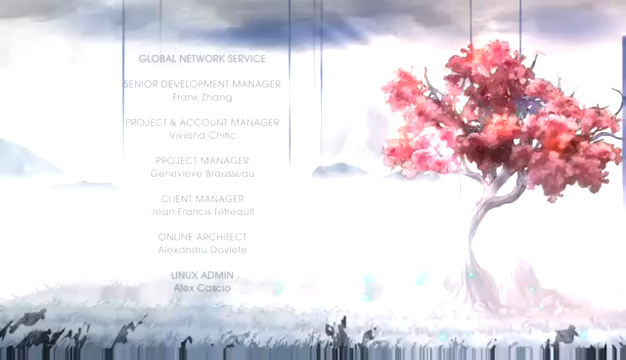 GLOBAL NETWORK SERVICE
SENIOR DEVELOPMENT MANAGER
Frank Zhang
PROJECT & ACCOUNT MANAGER
Viviana Chitic
PROJECT MANAGER
Geneviève Brousseau
CLIENT MANAGER
Jean-Francis Tétreault
ONLINE ARCHITECT
Alexandru Davlete
LINUX ADMIN
Alex Cascio